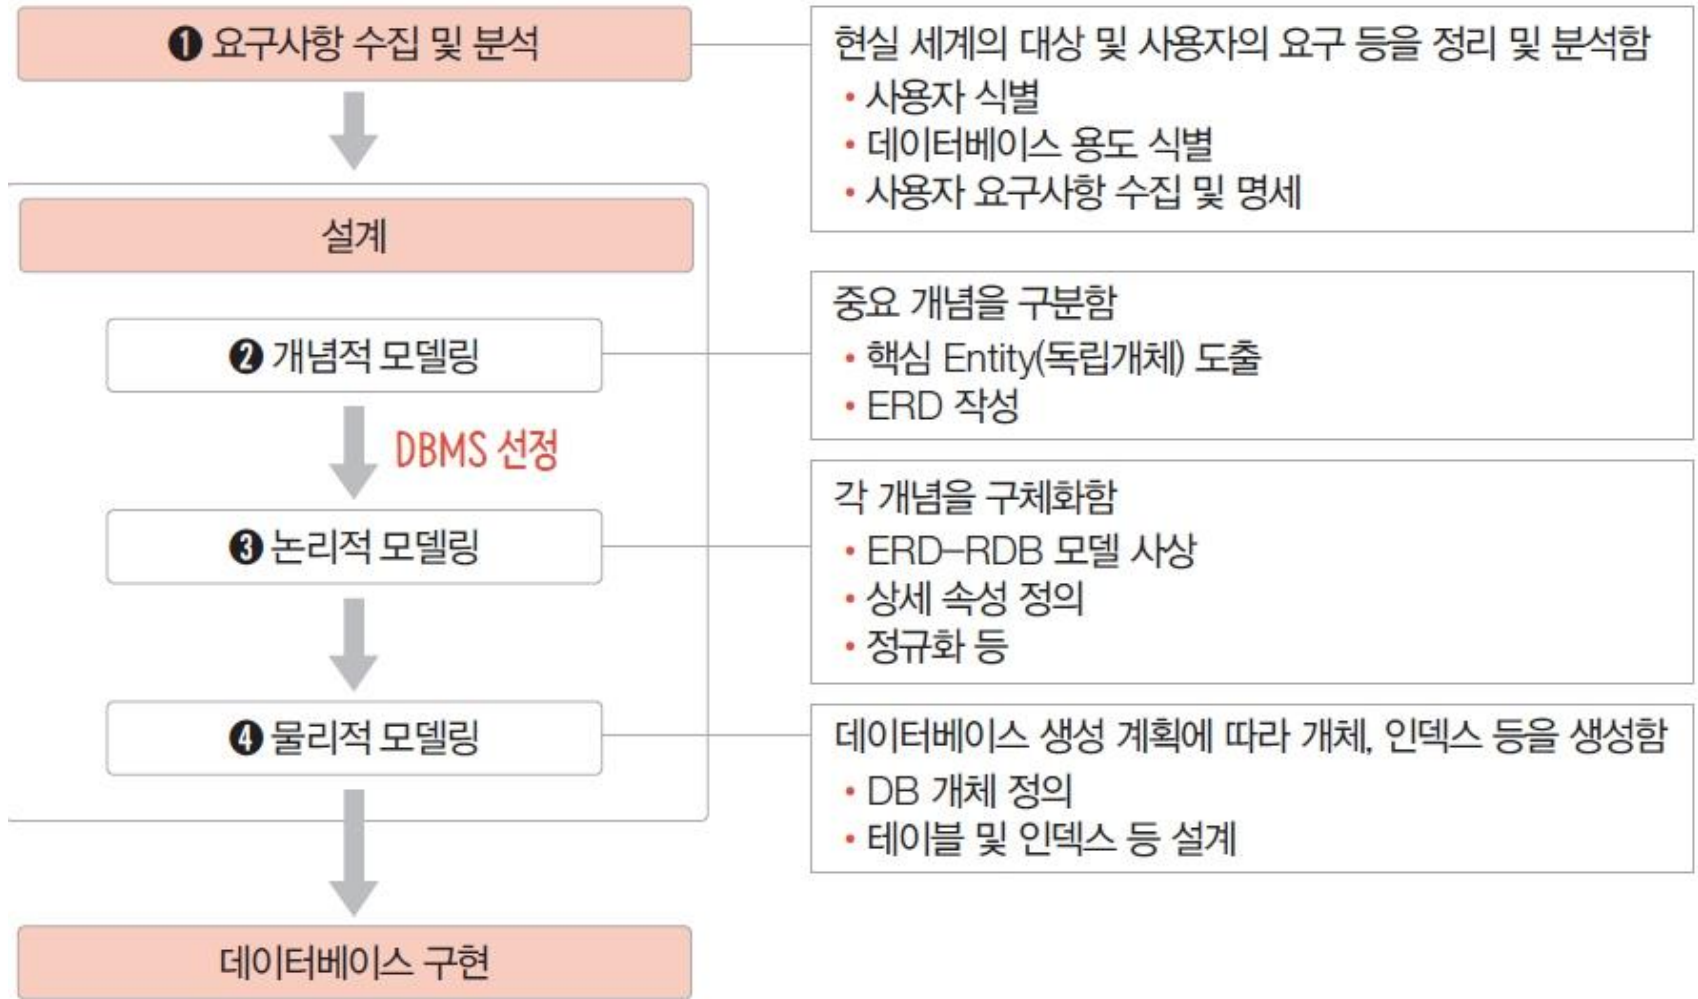 ❶ 요구사항 수집 및 분석
현실 세계의 대상 및 사용자의 요구 등을 정리 및 분석함
• 사용자 식별
• 데이터베이스 용도 식별
• 사용자 요구사항 수집 및 명세
설계
❷ 개념적 모델링
중요 개념을 구분함
• 핵심 Entity(독립개체) 도출
• ERD 작성
DBMS 선정
❸ 논리적 모델링
각 개념을 구체화함
• ERD-RDB 모델 사상
• 상세 속성 정의
• 정규화 등
❹ 물리적 모델링
데이터베이스 생성 계획에 따라 개체, 인덱스 등을 생성함
• DB 개체 정의
• 테이블 및 인덱스 등 설계
데이터베이스 구현